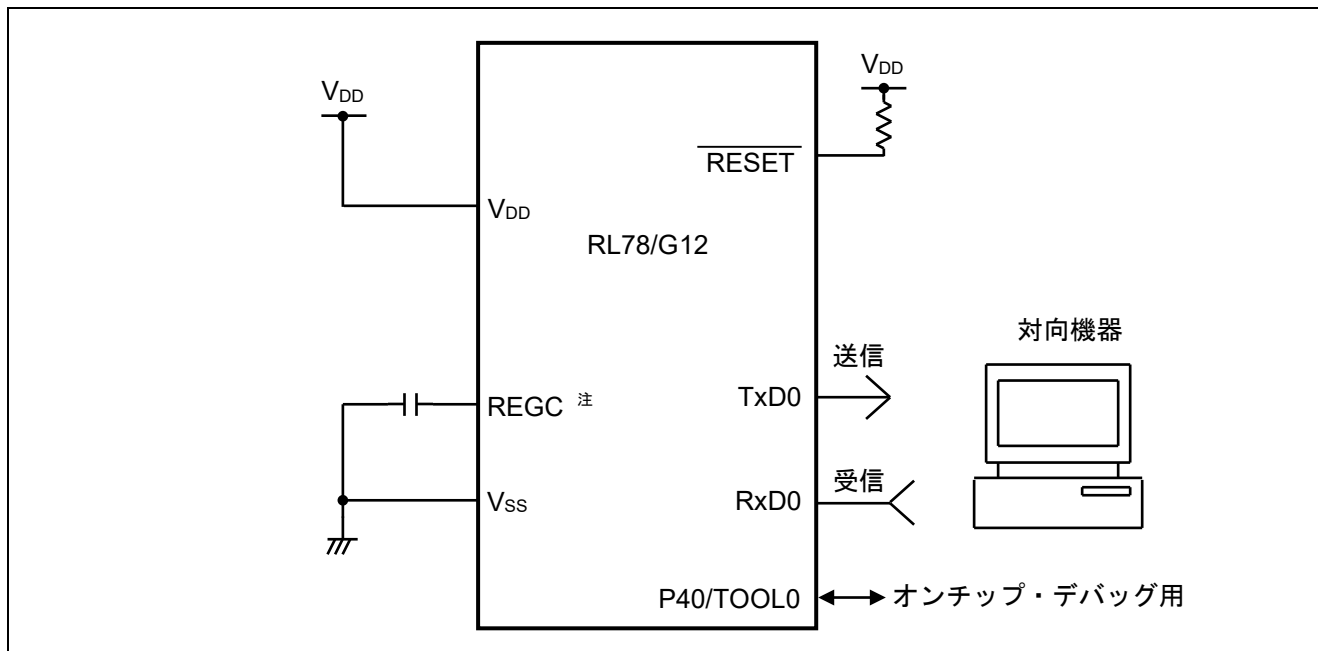 VDD
VDD
RESET
VDD
RL78/G12
対向機器
送信
TxD0
REGC 注
受信
RxD0
VSS
P40/TOOL0
オンチップ・デバッグ用